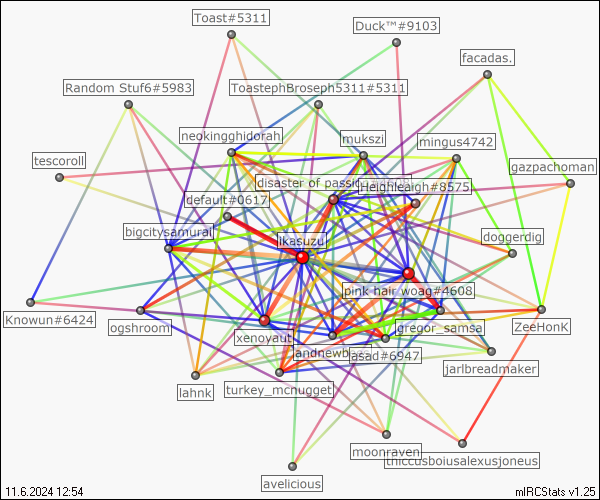 Toast#5311
Duck™#9103
facadas.
Random Stuf6#5983
ToastephBroseph5311#5311
neokingghidorah
mukszi
mingus4742
tescoroll
gazpachoman
disaster of passion
Heighleaigh#8575
default#0617
bigcitysamurai
lkasuzu
doggerdig
pink hair woag#4608
Knowun#6424
ogshroom
gregor_samsa
ZeeHonK
xenoyaut
andnewb
asad#6947
jarlbreadmaker
lahnk
turkey_mcnugget
moonraven
thiccusboiusalexusjoneus
avelicious
11.6.2024 12:54
mIRCStats v1.25